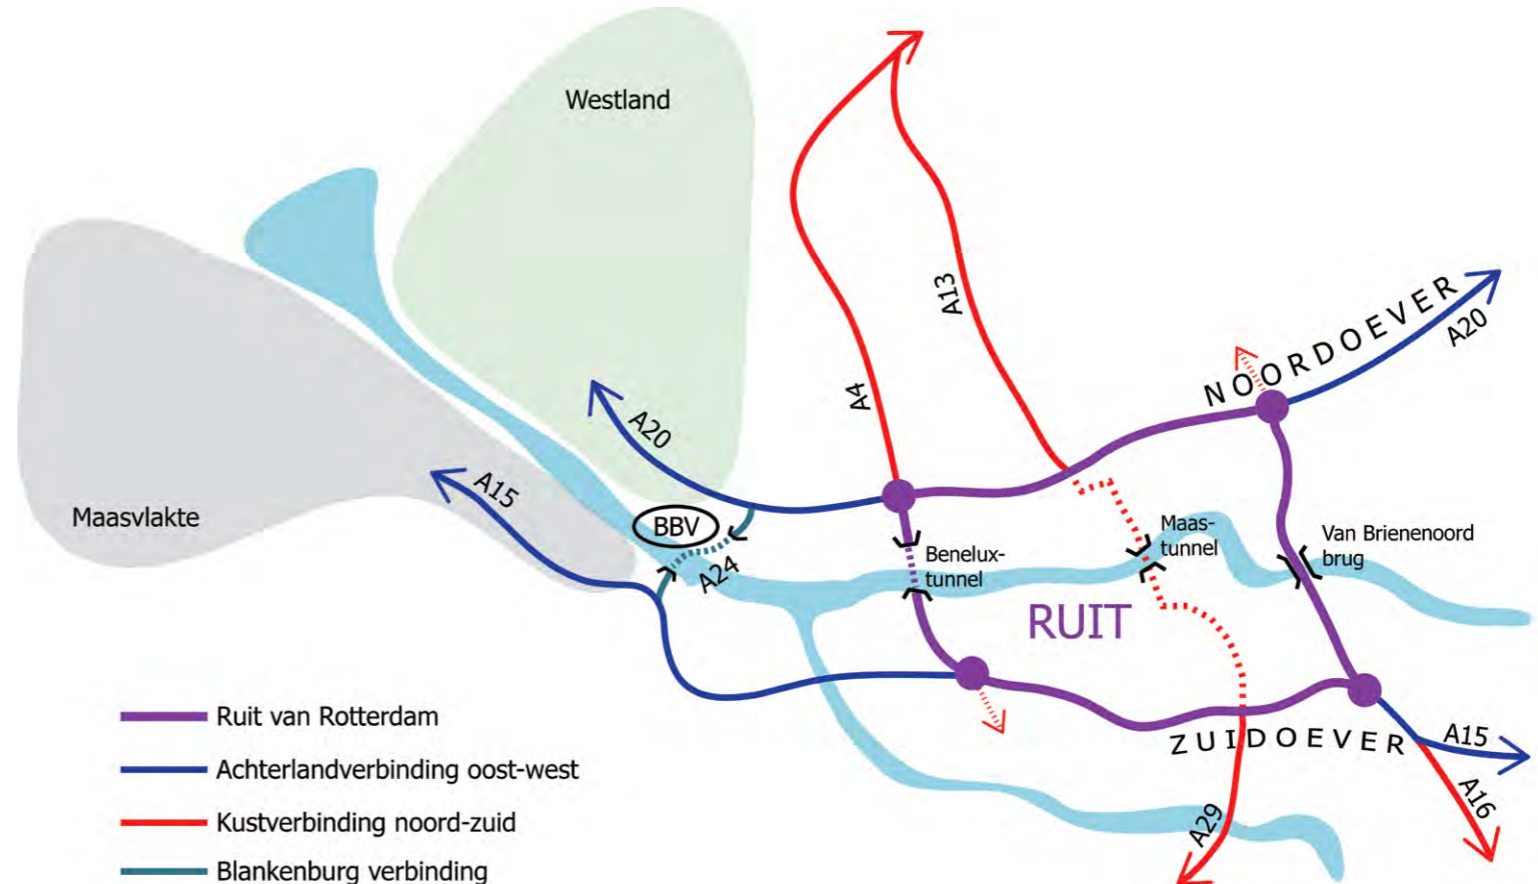 Westland
A13
NOORDOEVER
A20
A4
A20
A15
Maasvlakte
BBV
A24
Benelux-
tunnel
Maas-
tunnel
Van Brienenoord
brug
RUIT
ZUIDOEVER
A15
A16
A29
Ruit van Rotterdam
Achterlandverbinding oost-west
Kustverbinding noord-zuid
Blankenburg verbinding